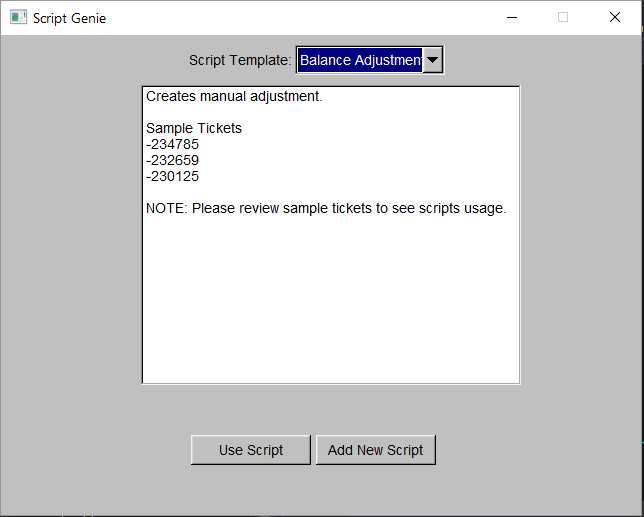 Script Genie
Script Template: Balance Adjustment
Creates manual adjustment.
Sample Tickets
-234785
-232659
-230125
NOTE: Please review sample tickets to see scripts usage.
Use Script Add New Script